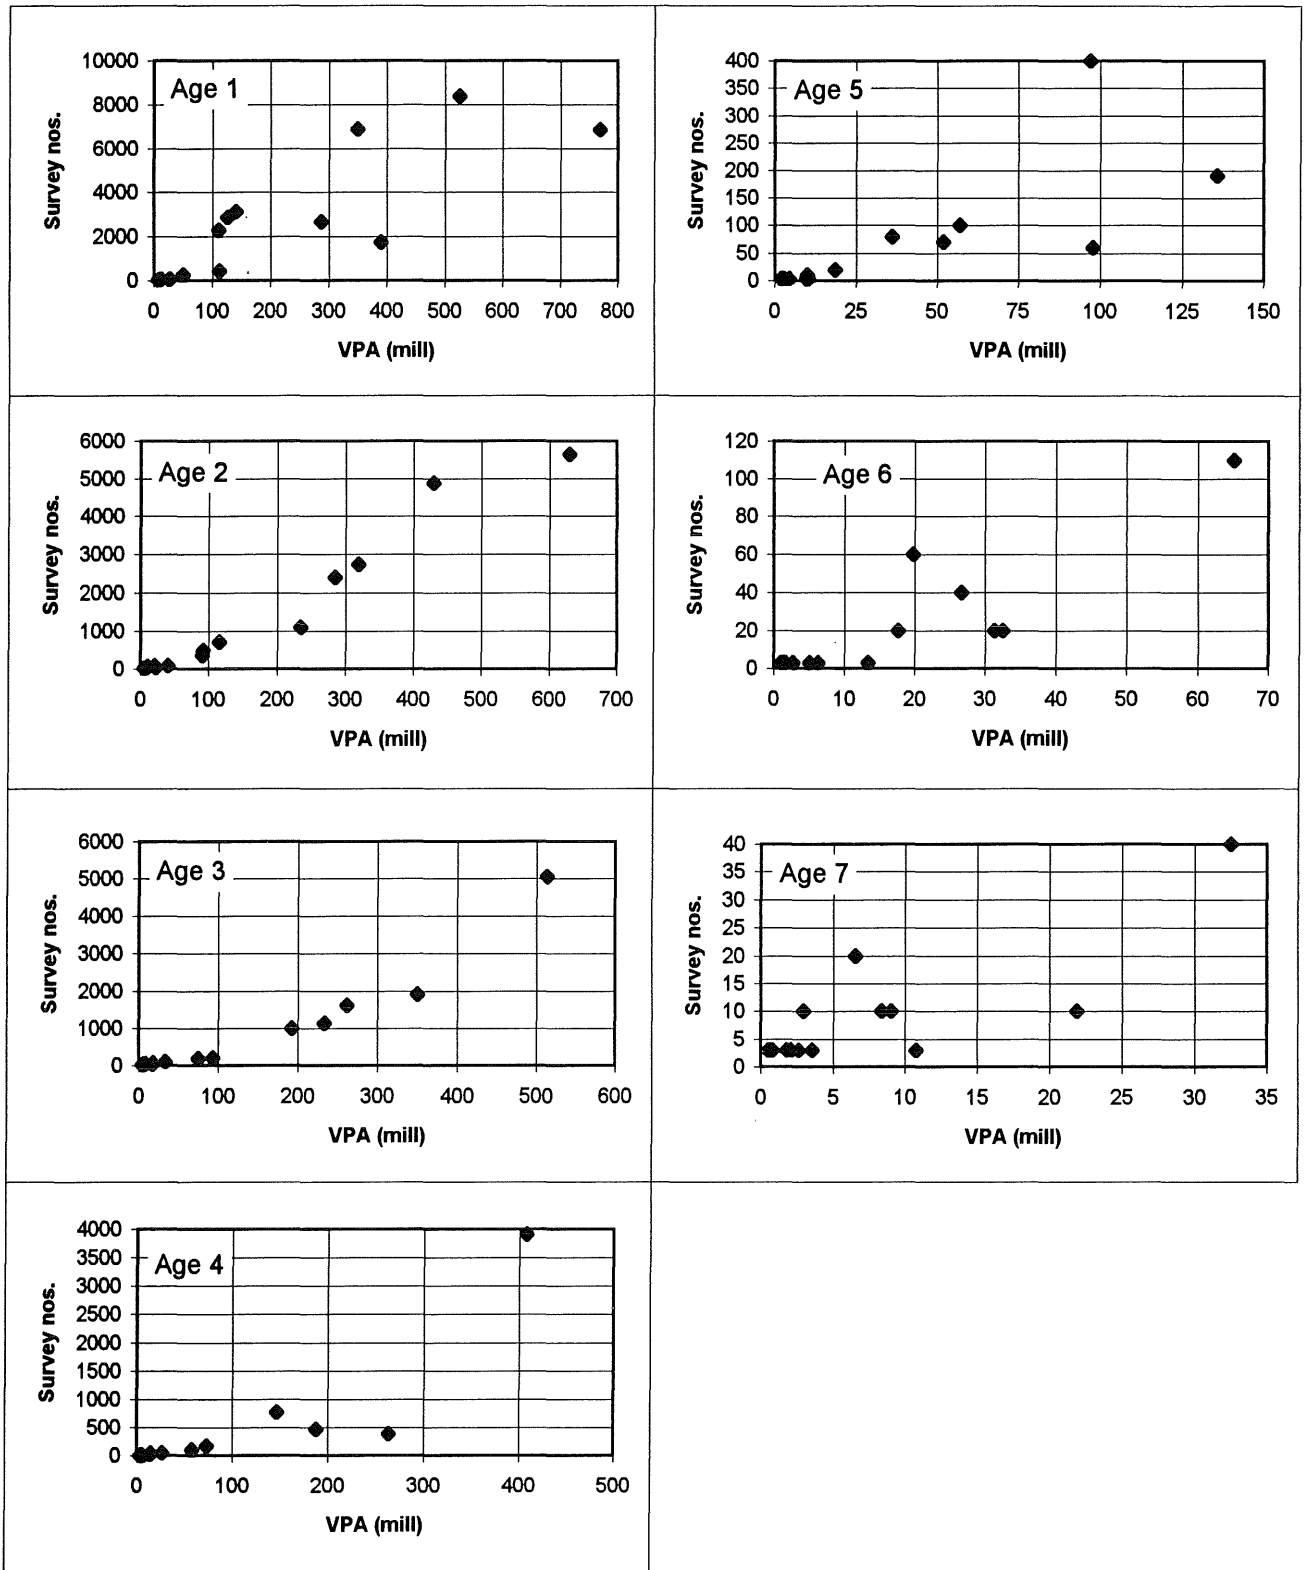 Age 1
Survey nos.
10000
8000
6000
4000
2000
0
0 100 200 300 400 500 600 700 800
VPA (mill)
Age 5
Survey nos.
400
350
300
250
200
150
100
50
0
0 25 50 75 100 125 150
VPA (mill)
Age 2
Survey nos.
6000
5000
4000
3000
2000
1000
0
0 100 200 300 400 500 600 700
VPA (mill)
Age 6
Survey nos.
120
100
80
60
40
20
0
0 10 20 30 40 50 60 70
VPA (mill)
Age 3
Survey nos.
6000
5000
4000
3000
2000
1000
0
0 100 200 300 400 500 600
VPA (mill)
Age 7
Survey nos.
40
35
30
25
20
15
10
5
0
0 5 10 15 20 25 30 35
VPA (mill)
Age 4
Survey nos.
4000
3500
3000
2500
2000
1500
1000
500
0
0 100 200 300 400 500
VPA (mill)